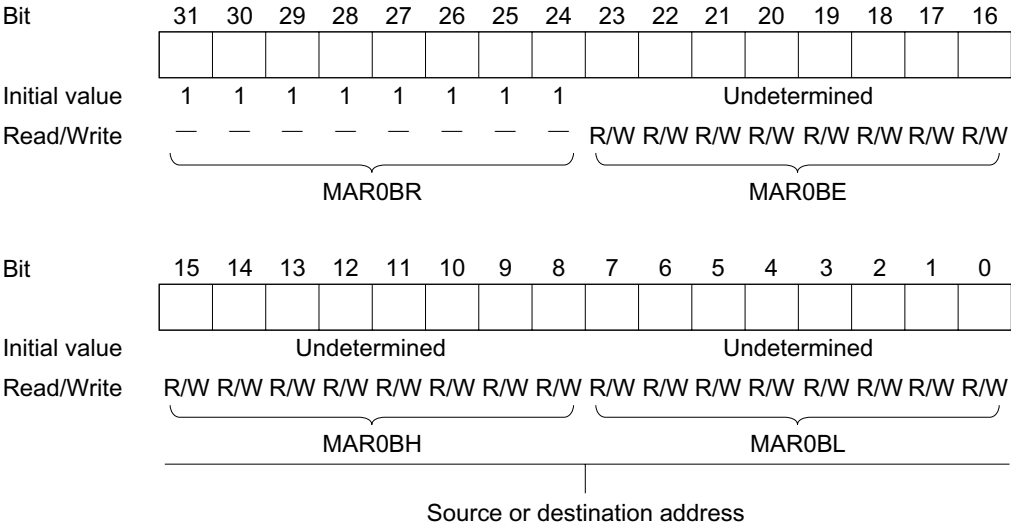 Bit 31 30 29 28 27 26 25 24 23 22 21 20 19 18 17 16
Initial value 1 1 1 1 1 1 1 1 Undetermined
Read/Write — — — — — — — — R/W R/W R/W R/W R/W R/W R/W R/W
MAR0BR MAR0BE
Bit 15 14 13 12 11 10 9 8 7 6 5 4 3 2 1 0
Initial value Undetermined Undetermined
Read/Write R/W R/W R/W R/W R/W R/W R/W R/W R/W R/W R/W R/W R/W R/W R/W R/W
MAR0BH MAR0BL
Source or destination address